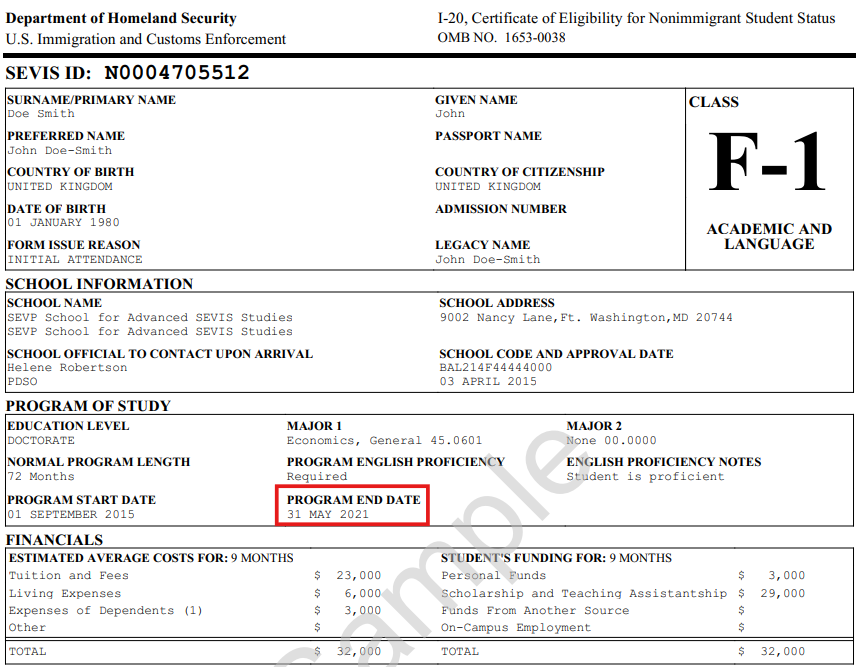 Department of Homeland Security
U.S. Immigration and Customs Enforcement
I-20, Certificate of Eligibility for Nonimmigrant Student Status
OMB NO. 1653-0038
SEVIS ID: N0004705512
SURNAME/PRIMARY NAME
Doe Smith
GIVEN NAME
John
PREFERRED NAME
John Doe-Smith
PASSPORT NAME
COUNTRY OF BIRTH
UNITED KINGDOM
COUNTRY OF CITIZENSHIP
UNITED KINGDOM
DATE OF BIRTH
01 JANUARY 1980
ADMISSION NUMBER
FORM ISSUE REASON
INITIAL ATTENDANCE
LEGACY NAME
John Doe-Smith
CLASS
F-1
ACADEMIC AND
LANGUAGE
SCHOOL INFORMATION
SCHOOL NAME
SEVP School for Advanced SEVIS Studies
SEVP School for Advanced SEVIS Studies
SCHOOL ADDRESS
9002 Nancy Lane,Ft. Washington,MD 20744
SCHOOL OFFICIAL TO CONTACT UPON ARRIVAL
Helene Robertson
PDSO
SCHOOL CODE AND APPROVAL DATE
BAL214F44444000
03 APRIL 2015
PROGRAM OF STUDY
EDUCATION LEVEL
DOCTORATE
MAJOR 1
Economics, General 45.0601
MAJOR 2
None 00.0000
NORMAL PROGRAM LENGTH
72 Months
PROGRAM ENGLISH PROFICIENCY
Required
ENGLISH PROFICIENCY NOTES
Student is proficient
PROGRAM START DATE
01 SEPTEMBER 2015
PROGRAM END DATE
31 MAY 2021
FINANCIALS
ESTIMATED AVERAGE COSTS FOR: 9 MONTHS
Tuition and Fees $ 23,000
Living Expenses $ 6,000
Expenses of Dependents (1) $ 3,000
Other $
TOTAL $ 32,000
STUDENT'S FUNDING FOR: 9 MONTHS
Personal Funds $ 3,000
Scholarship and Teaching Assistantship $ 29,000
Funds From Another Source $
On-Campus Employment $
TOTAL $ 32,000
Sample